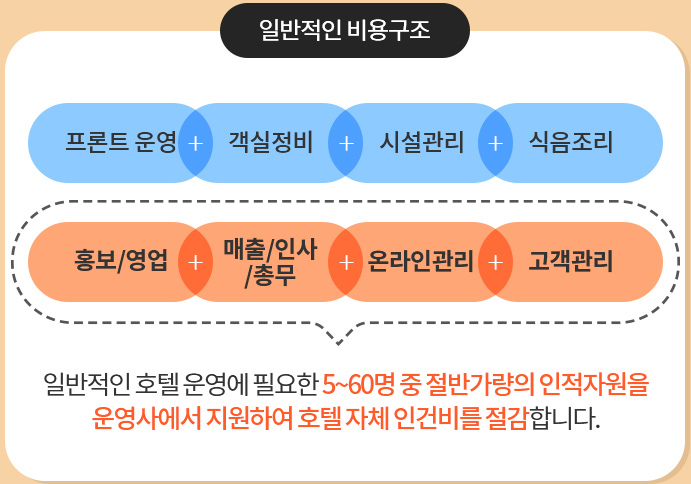 일반적인 비용구조
프론트 운영 + 객실정비 + 시설관리 + 식음조리
홍보/영업 + 매출/인사/총무 + 온라인관리 + 고객관리
일반적인 호텔 운영에 필요한 5~60명 중 절반가량의 인적자원을
운영사에서 지원하여 호텔 자체 인건비를 절감합니다.